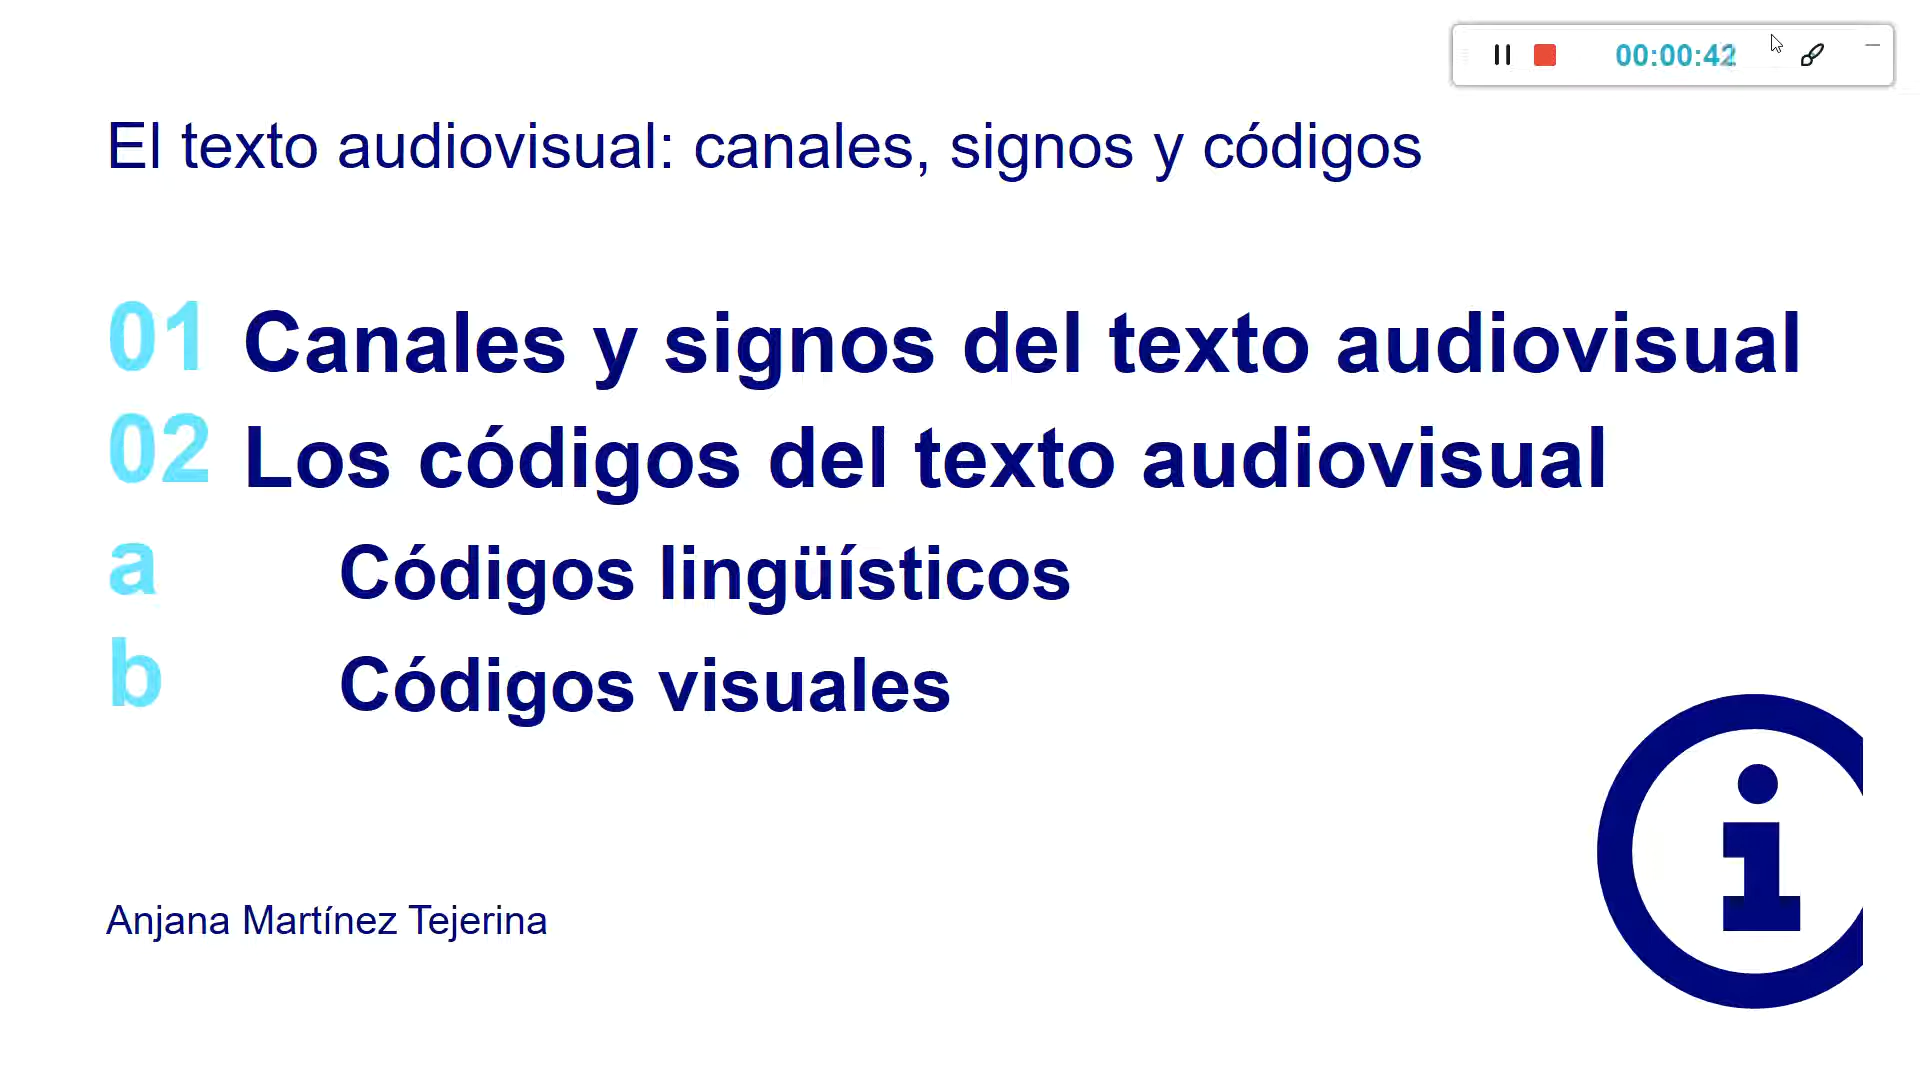 00:00:42
El texto audiovisual: canales, signos y códigos
01 Canales y signos del texto audiovisual
02 Los códigos del texto audiovisual
a Códigos lingüísticos
b Códigos visuales
Anjana Martínez Tejerina
i